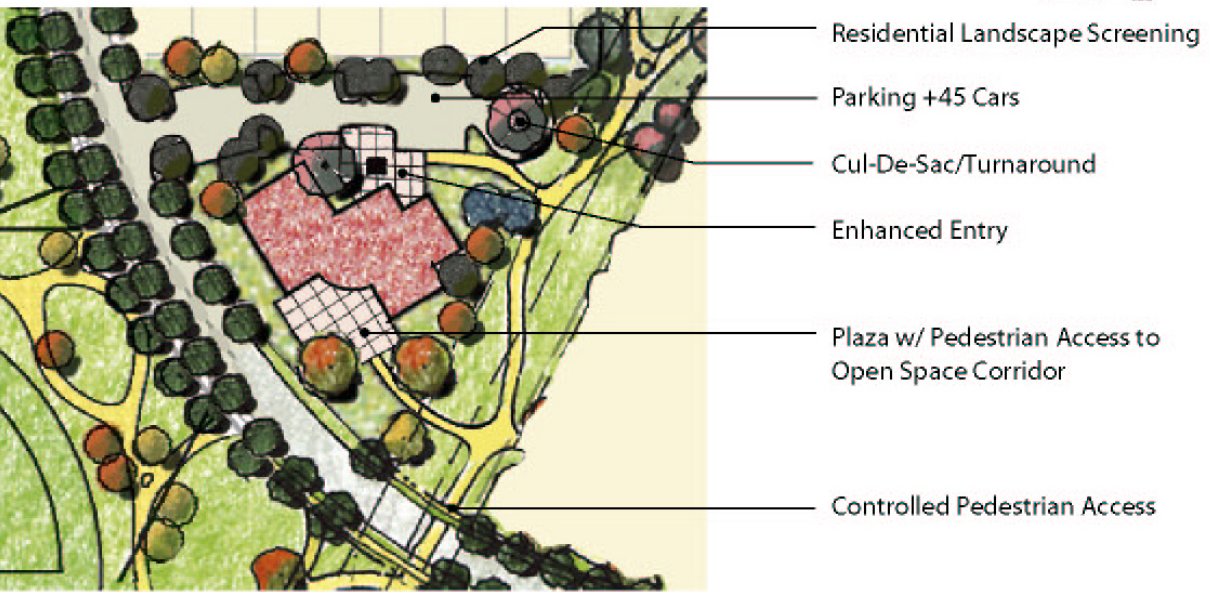 Residential Landscape Screening
Parking +45 Cars
Cul-De-Sac/Turnaround
Enhanced Entry
Plaza w/ Pedestrian Access to
Open Space Corridor
Controlled Pedestrian Access